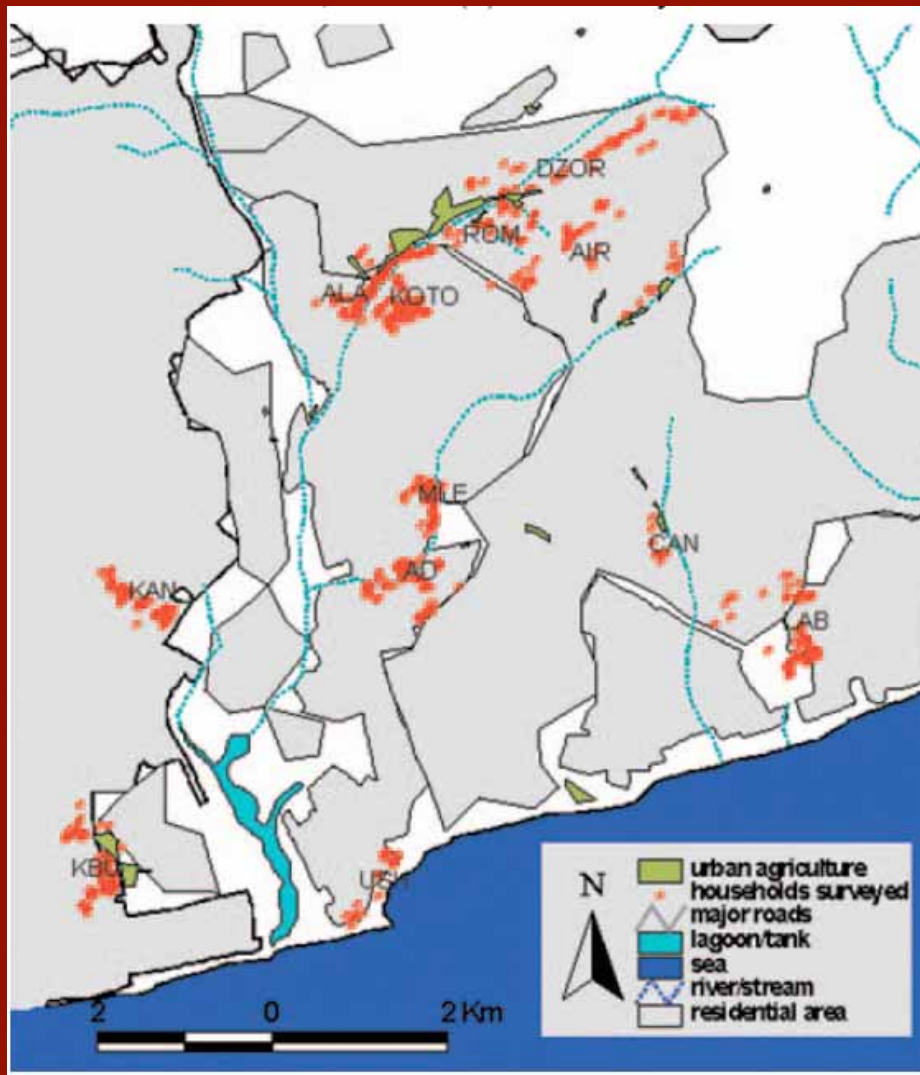 DZOR
ROM
AIR
ALA
KOTO
MLE
CAN
AD
KAN
LAB
KBU
USH
N
urban agriculture
households surveyed
major roads
lagoon/tank
sea
river/stream
residential area
2 0 2 Km